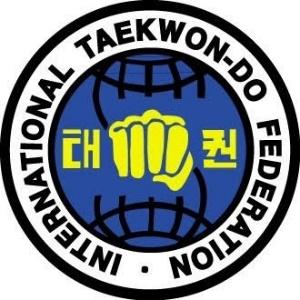 INTERNATIONAL TAEKWON-DO FEDERATION ·
태 권